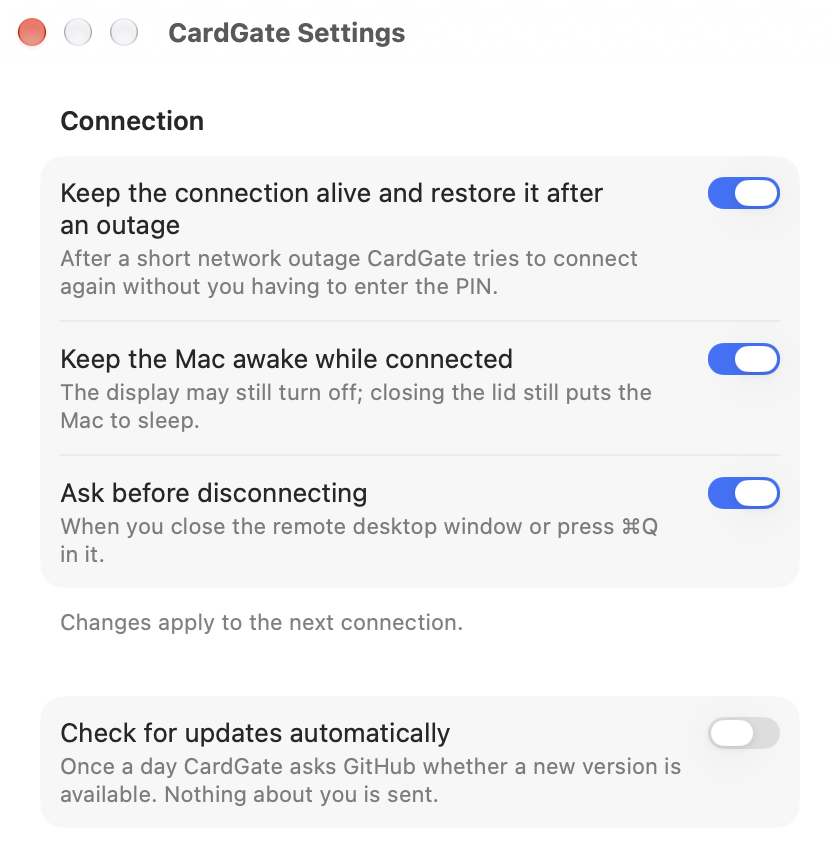 CardGate Settings
Connection
Keep the connection alive and restore it after
an outage
After a short network outage CardGate tries to connect
again without you having to enter the PIN.
Keep the Mac awake while connected
The display may still turn off; closing the lid still puts the
Mac to sleep.
Ask before disconnecting
When you close the remote desktop window or press ⌘Q
in it.
Changes apply to the next connection.
Check for updates automatically
Once a day CardGate asks GitHub whether a new version is
available. Nothing about you is sent.